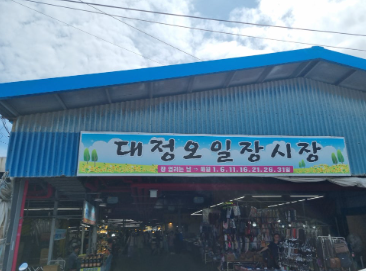 대정오일장시장
장 열리는 날 - 매월 1, 6, 11, 16, 21, 26, 31일